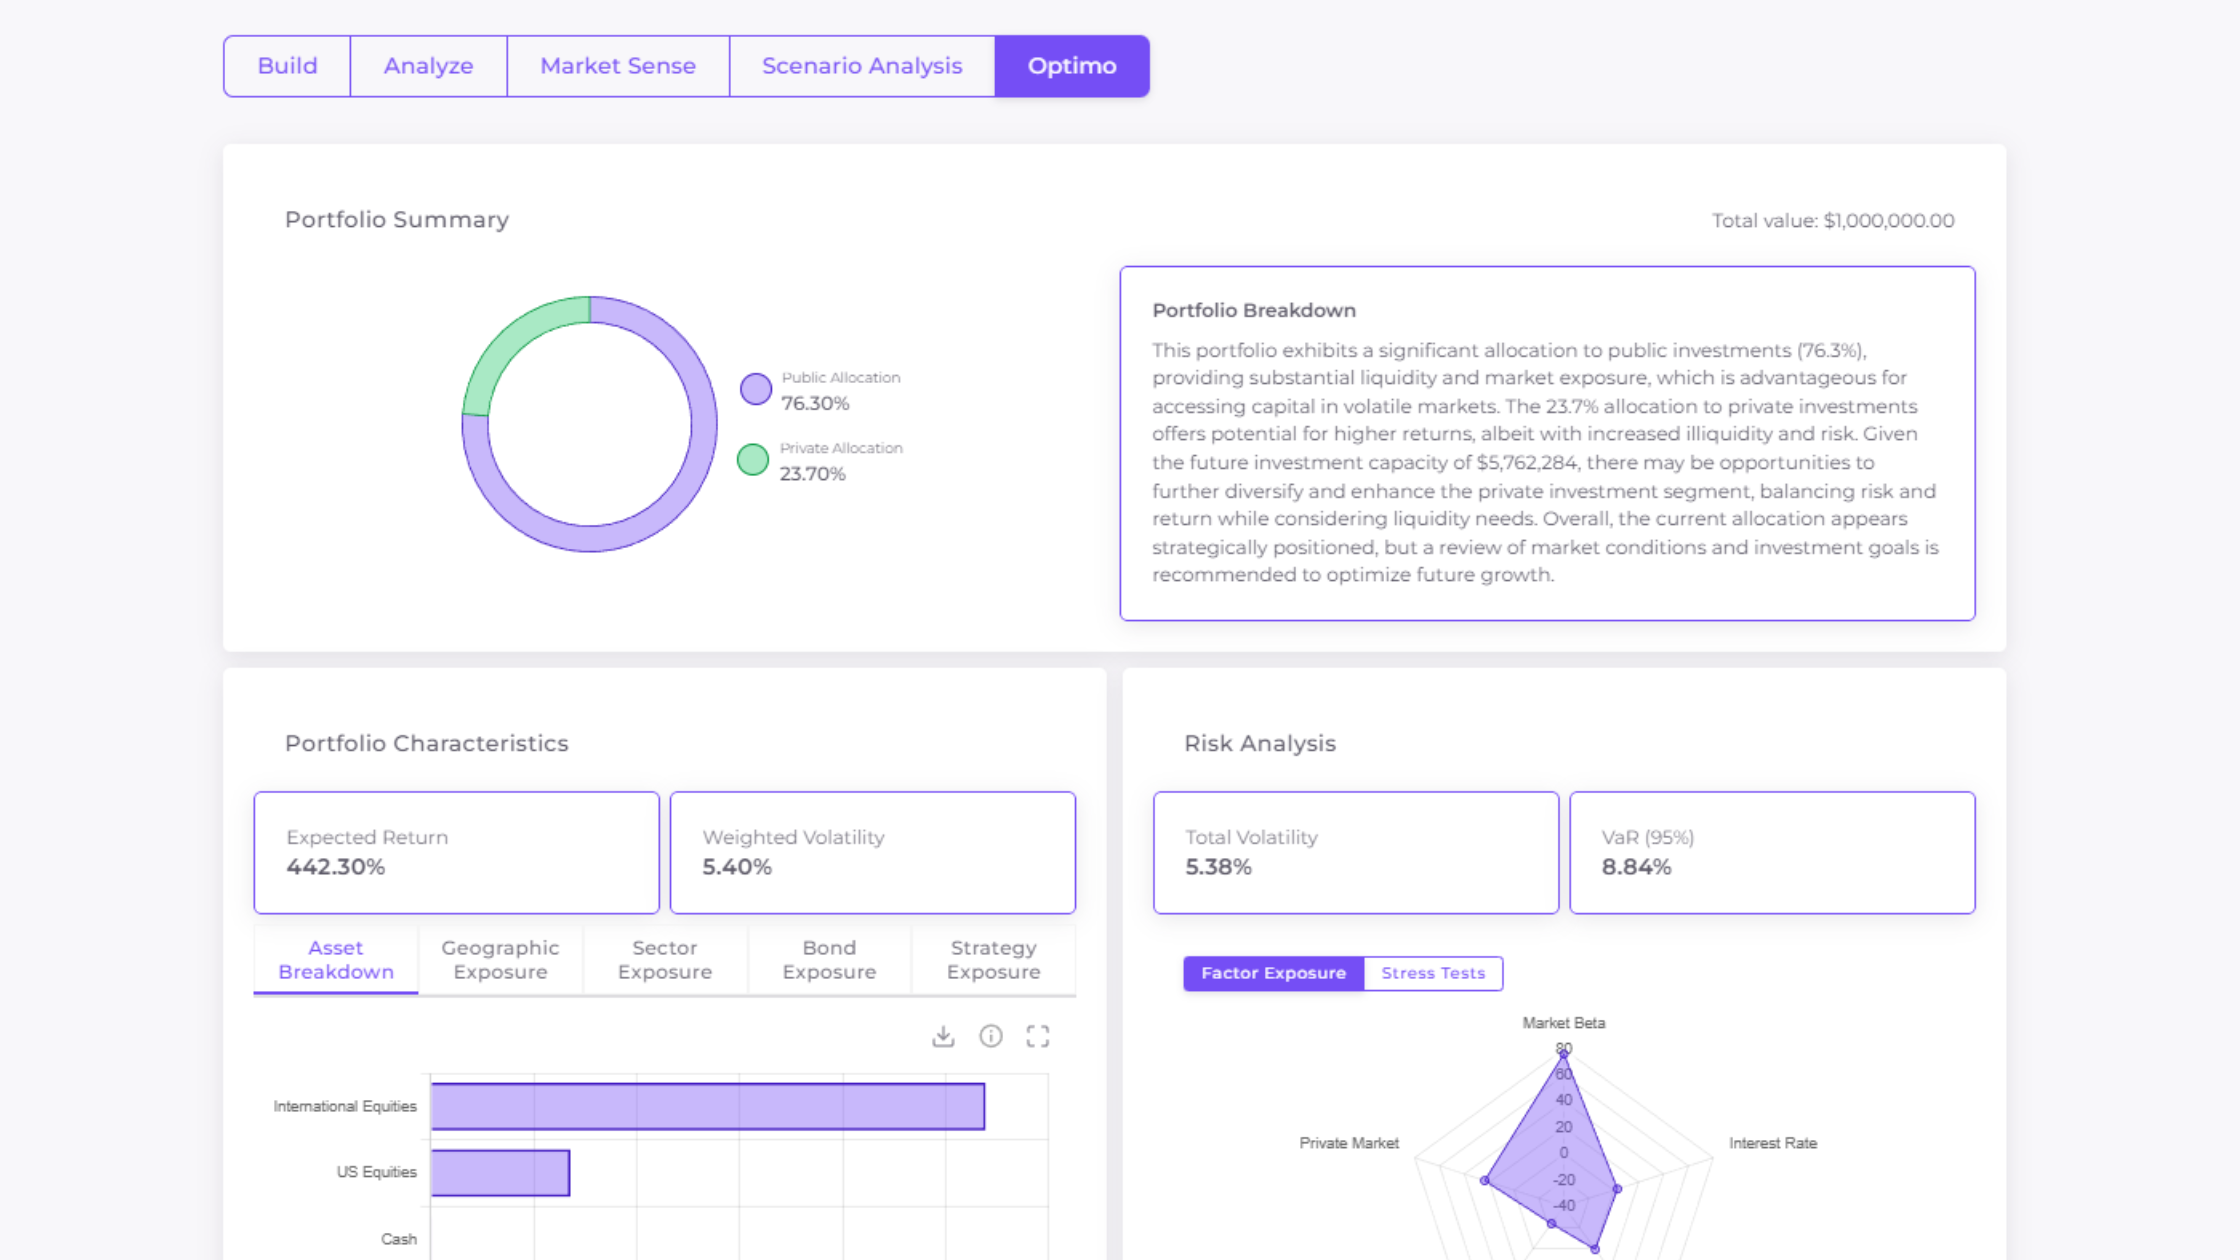 Build
Analyze
Market Sense
Scenario Analysis
Optimo
Portfolio Summary
Total value: $1,000,000.00
Public Allocation
76.30%
Private Allocation
23.70%
Portfolio Breakdown
This portfolio exhibits a significant allocation to public investments (76.3%),
providing substantial liquidity and market exposure, which is advantageous for
accessing capital in volatile markets. The 23.7% allocation to private investments
offers potential for higher returns, albeit with increased illiquidity and risk. Given
the future investment capacity of $5,762,284, there may be opportunities to
further diversify and enhance the private investment segment, balancing risk and
return while considering liquidity needs. Overall, the current allocation appears
strategically positioned, but a review of market conditions and investment goals is
recommended to optimize future growth.
Portfolio Characteristics
Expected Return
442.30%
Weighted Volatility
5.40%
Asset
Breakdown
Geographic
Exposure
Sector
Exposure
Bond
Exposure
Strategy
Exposure
International Equities
US Equities
Cash
Risk Analysis
Total Volatility
5.38%
VaR (95%)
8.84%
Factor Exposure
Stress Tests
Market Beta
80
60
40
20
0
-20
-40
Private Market
Interest Rate